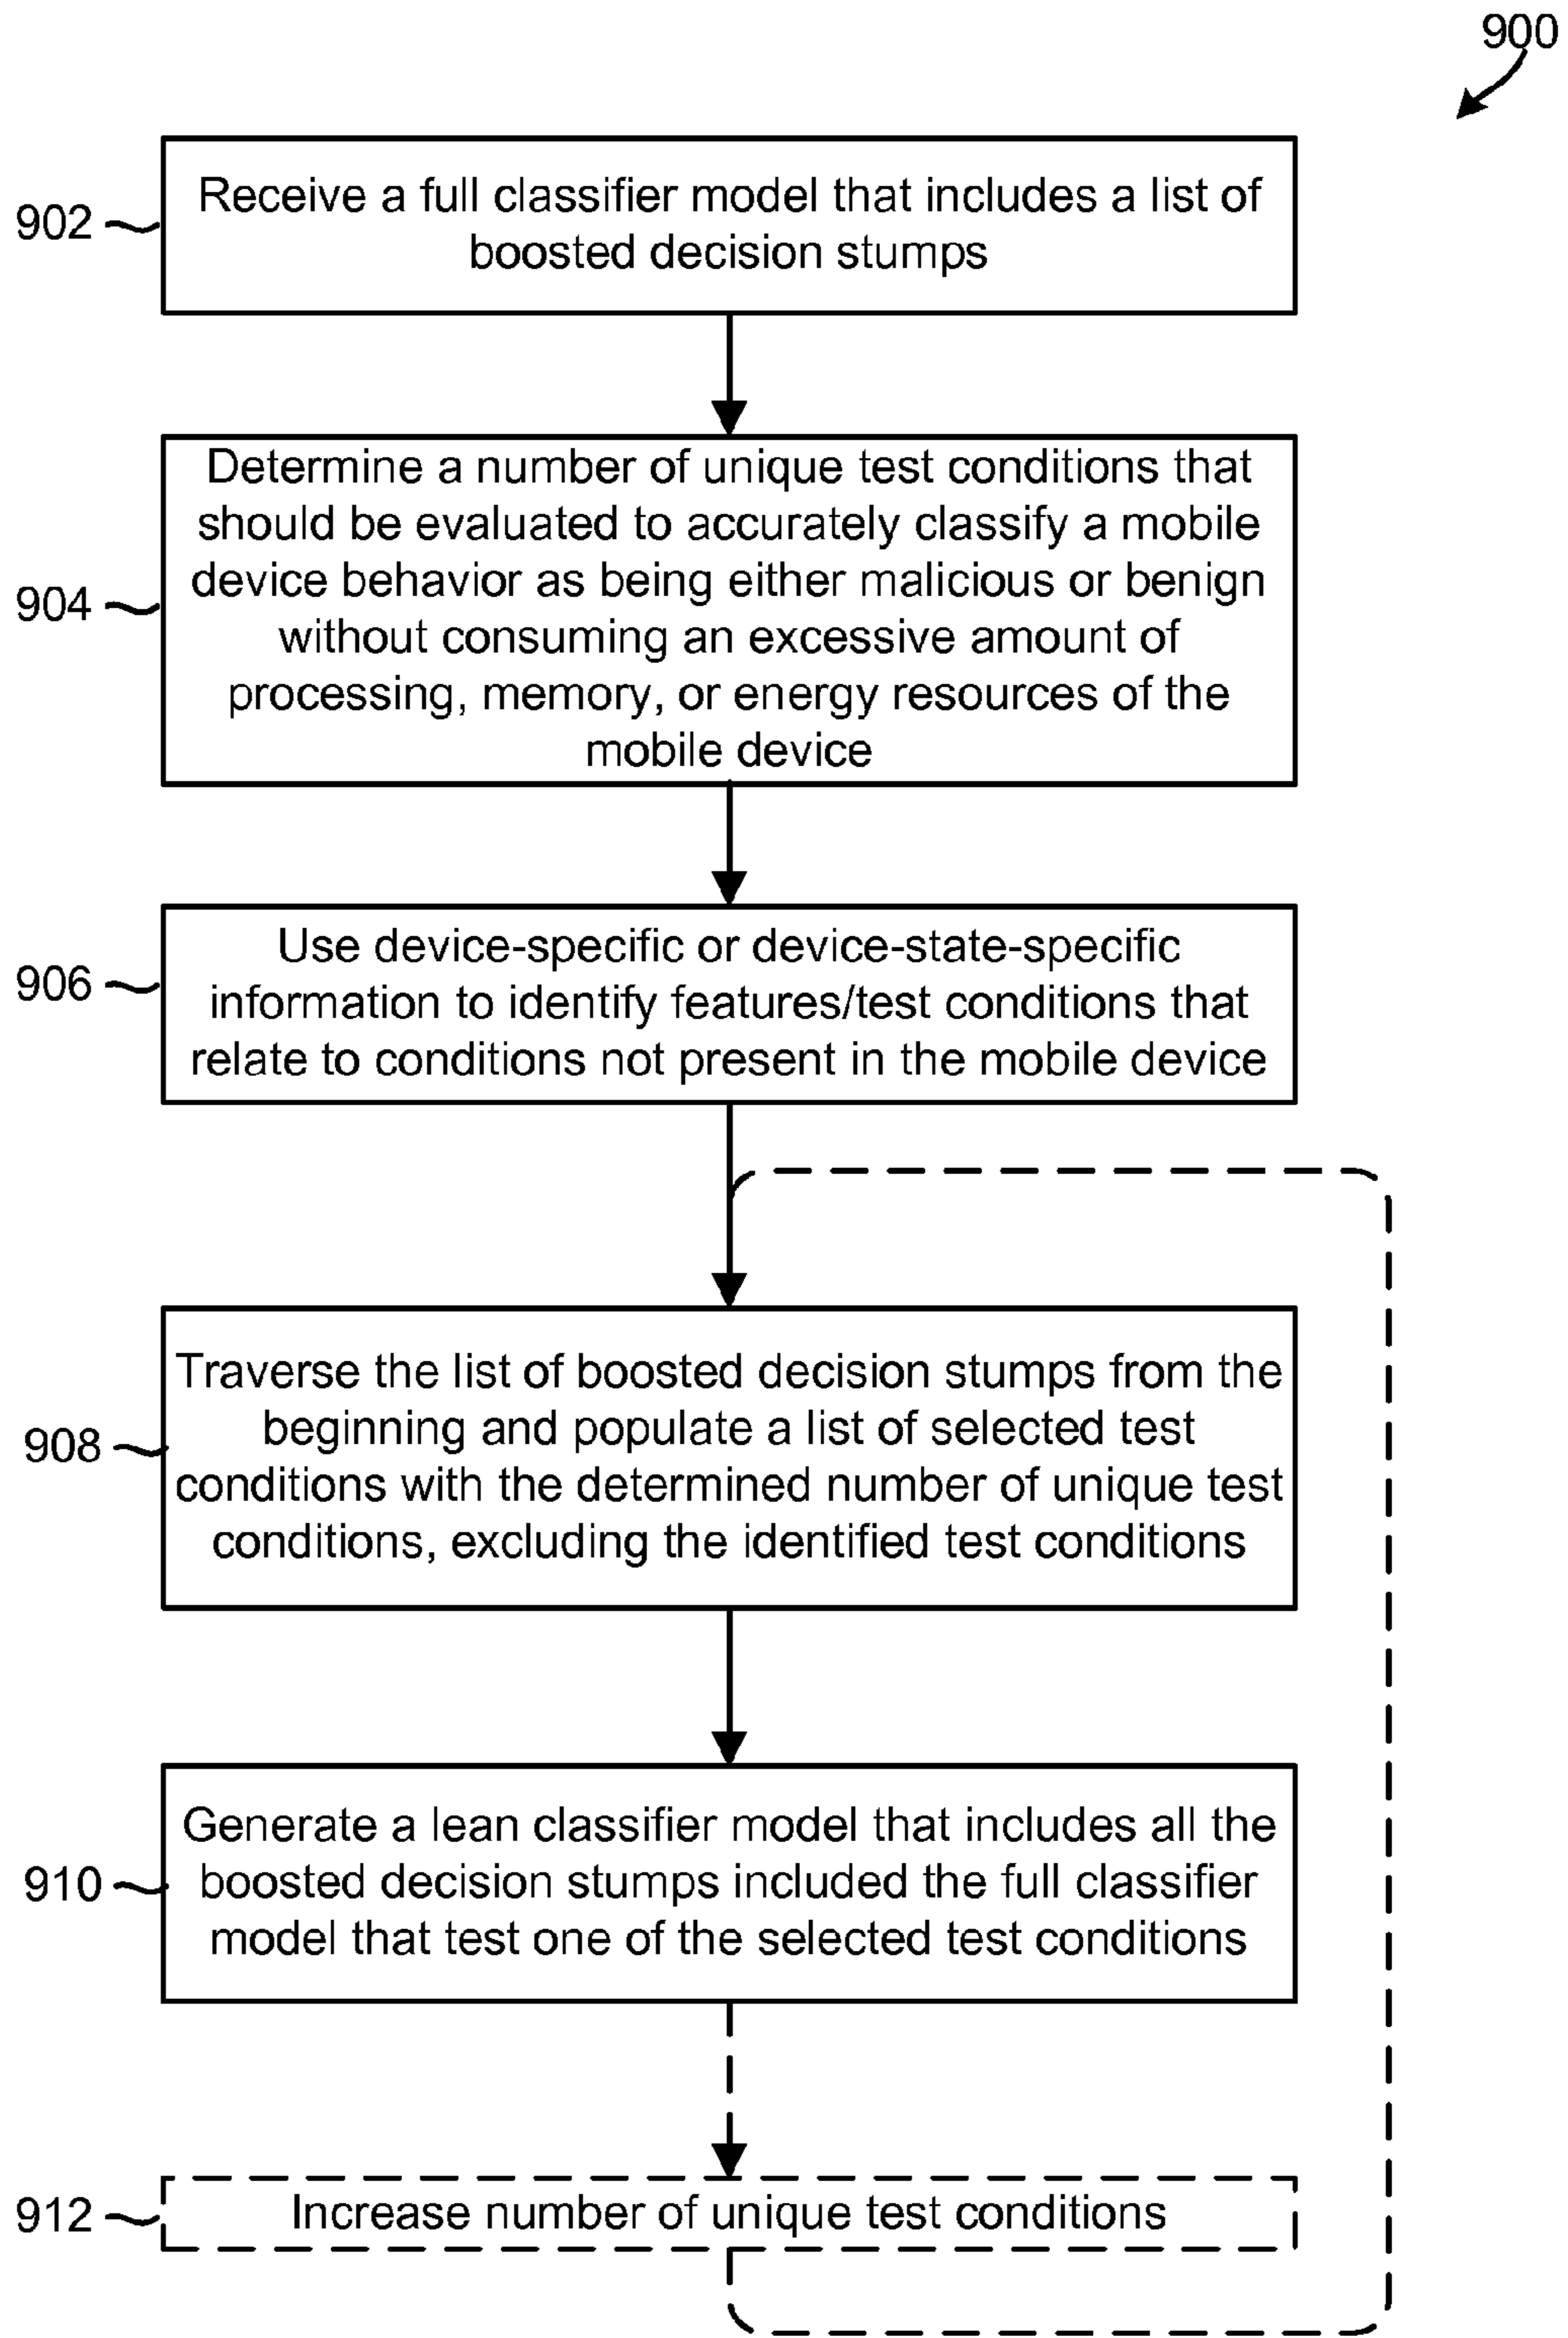 900
902
Receive a full classifier model that includes a list of
boosted decision stumps
904
Determine a number of unique test conditions that
should be evaluated to accurately classify a mobile
device behavior as being either malicious or benign
without consuming an excessive amount of
processing, memory, or energy resources of the
mobile device
906
Use device-specific or device-state-specific
information to identify features/test conditions that
relate to conditions not present in the mobile device
908
Traverse the list of boosted decision stumps from the
beginning and populate a list of selected test
conditions with the determined number of unique test
conditions, excluding the identified test conditions
910
Generate a lean classifier model that includes all the
boosted decision stumps included the full classifier
model that test one of the selected test conditions
912
Increase number of unique test conditions